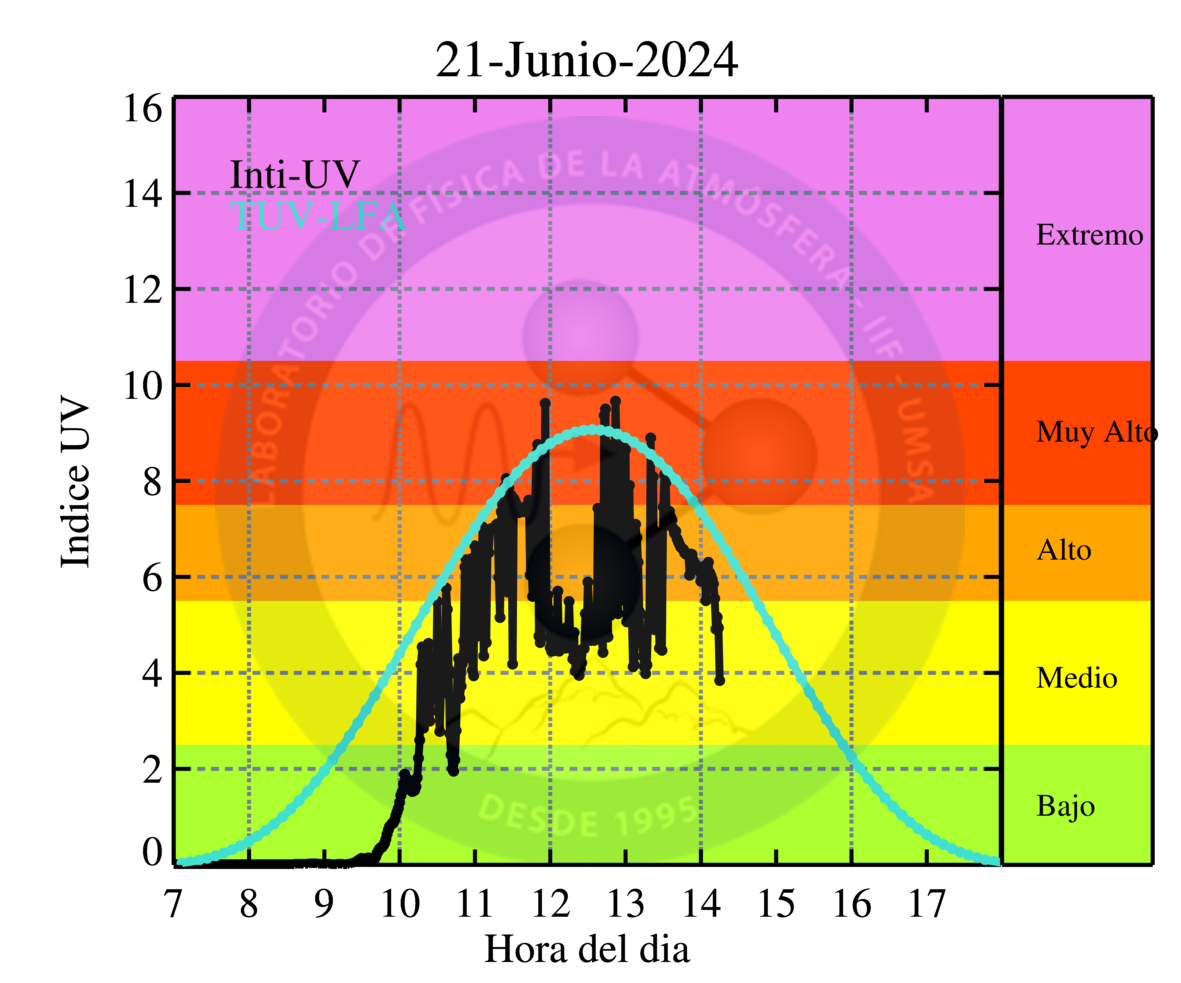 21-Junio-2024
Inti-UV
TUV-LFA
LABORATORIO DE FÍSICA DE LA ATMÓSFERA - IIF - UMSA
DESDE 1995
Indice UV
16
14
12
10
8
6
4
2
0
Extremo
Muy Alto
Alto
Medio
Bajo
7 8 9 10 11 12 13 14 15 16 17
Hora del dia